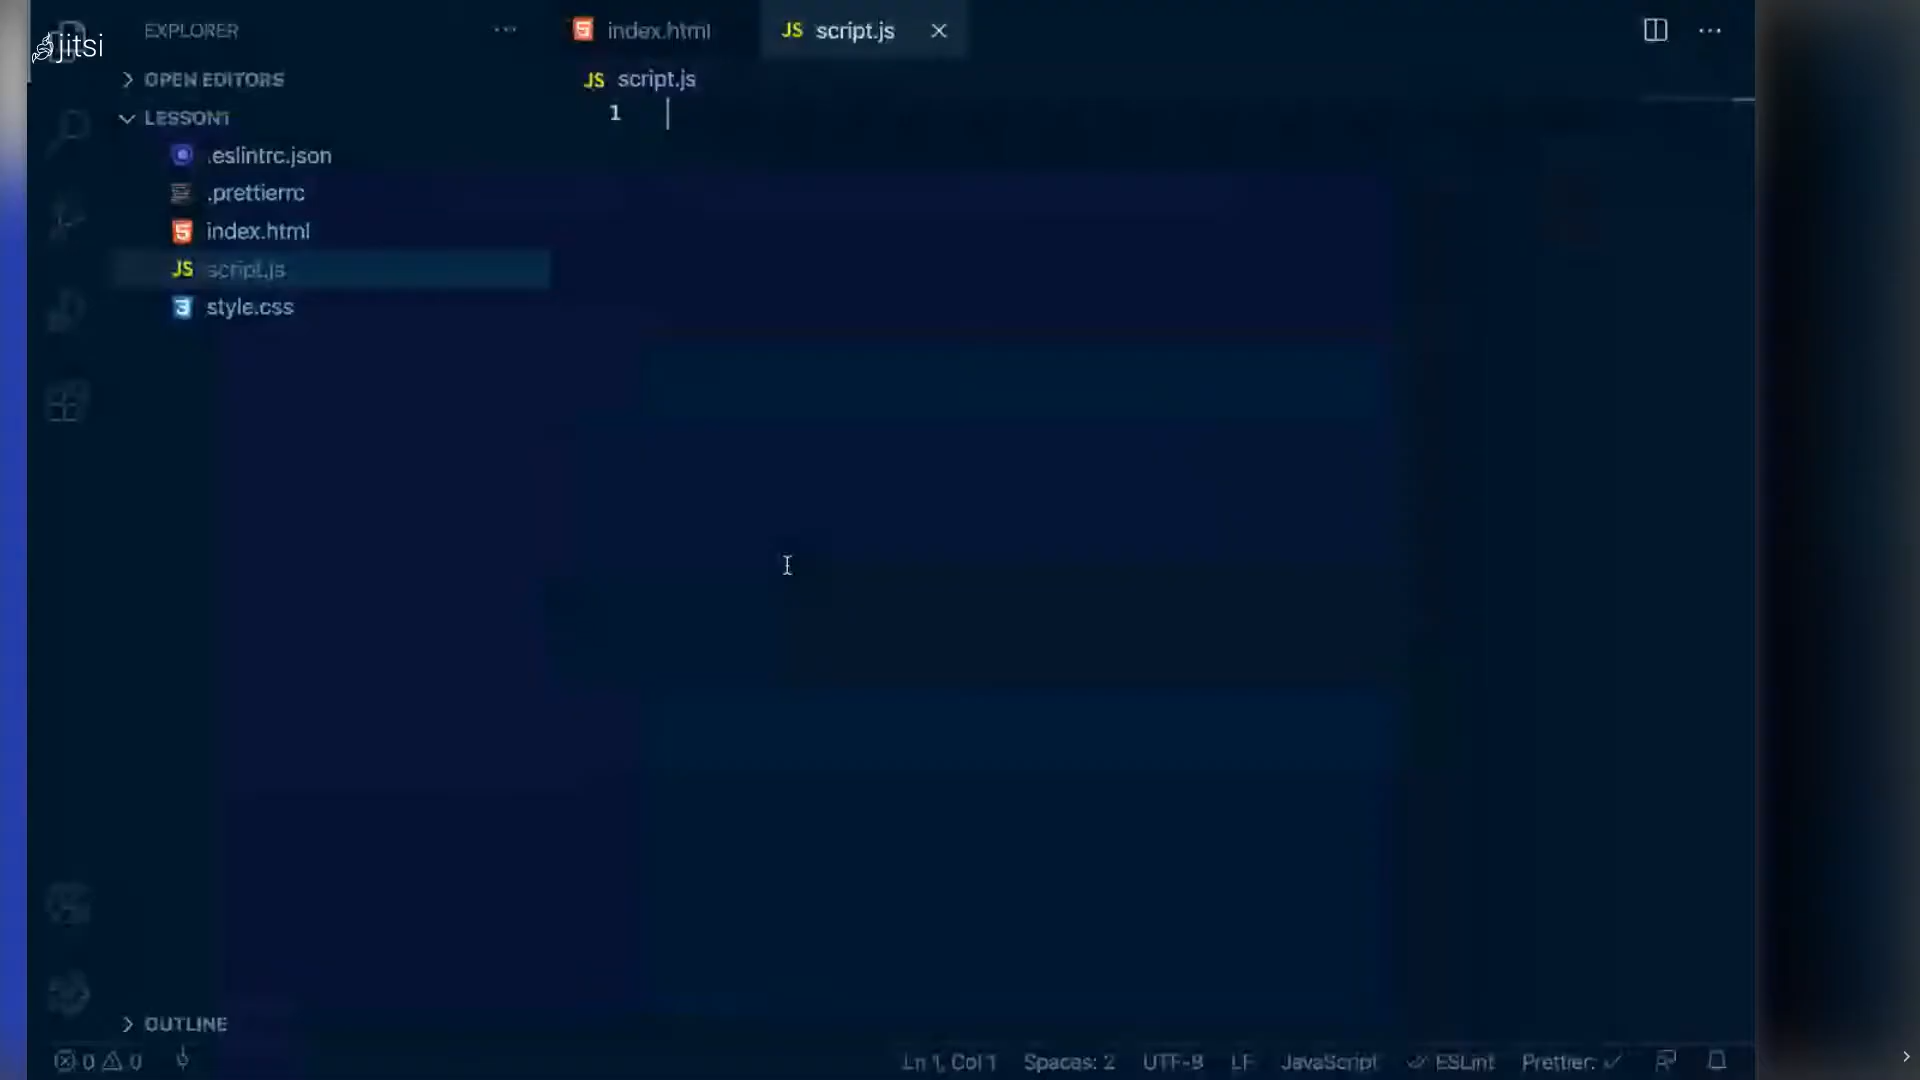 jitsi
EXPLORER
OPEN EDITORS
LESSON1
.eslintrc.json
.prettierrc
index.html
script.js
style.css
OUTLINE
index.html
JS script.js
JS script.js
1
0 0
Ln 1, Col 1 Spaces: 2 UTF-8 LF JavaScript ESLint Prettier: ✓